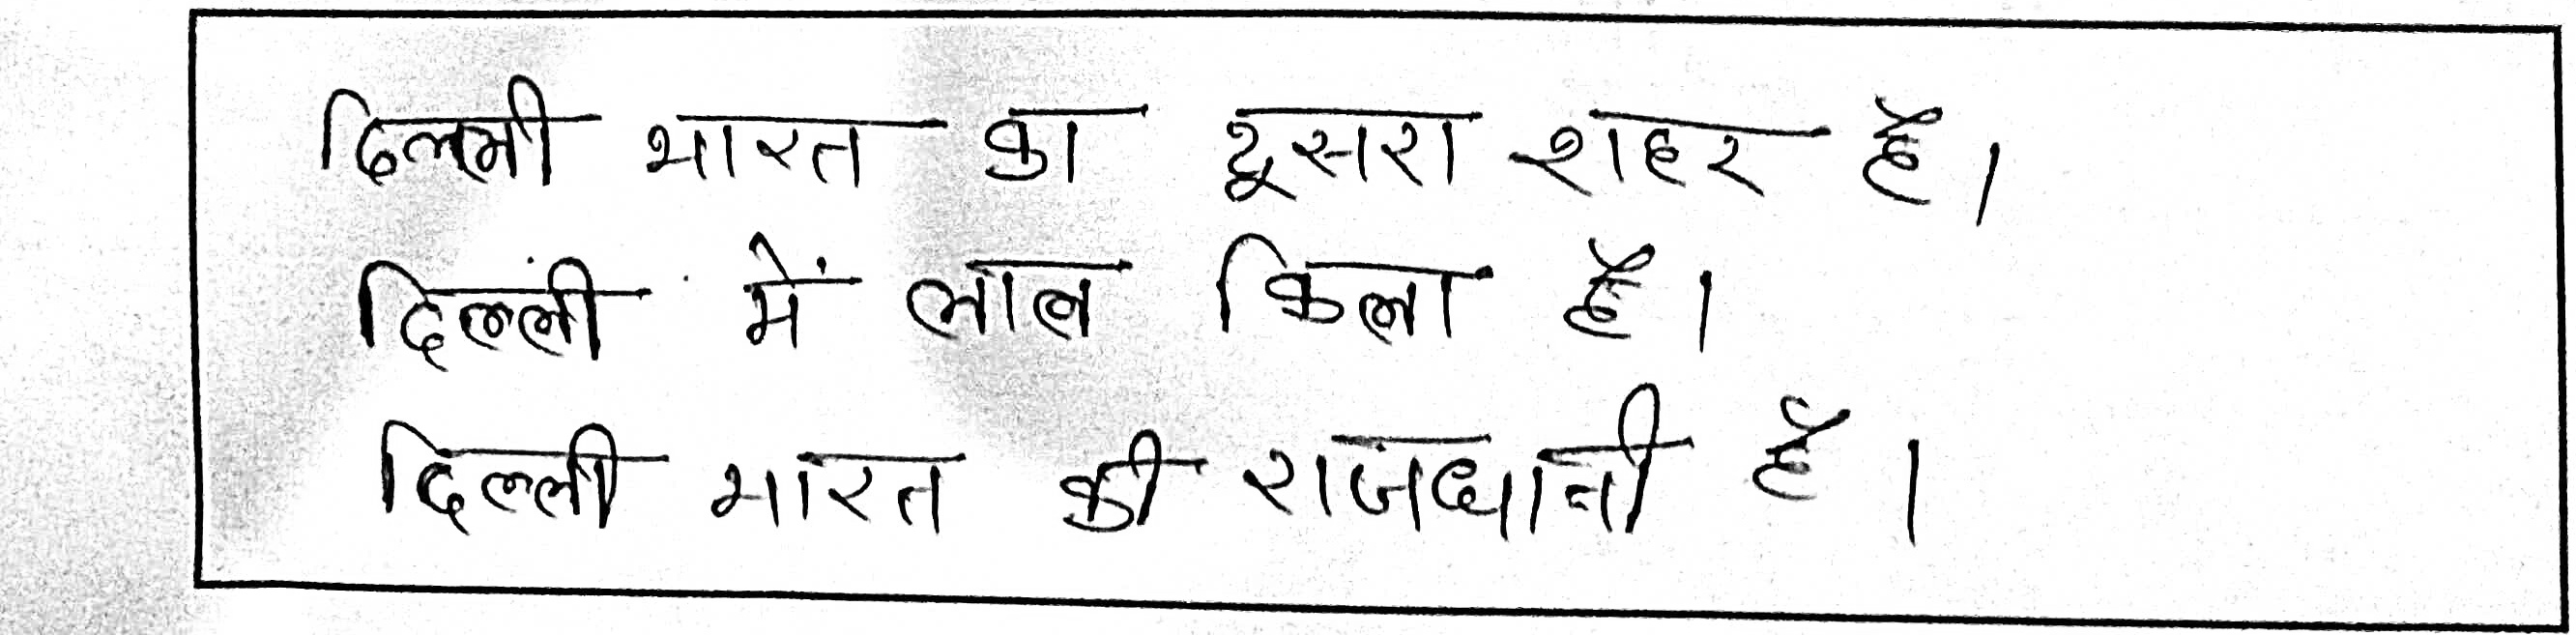 दिल्ली भारत का दूसरा शहर है।
दिल्ली में लाल किला है।
दिल्ली भारत की राजधानी है।